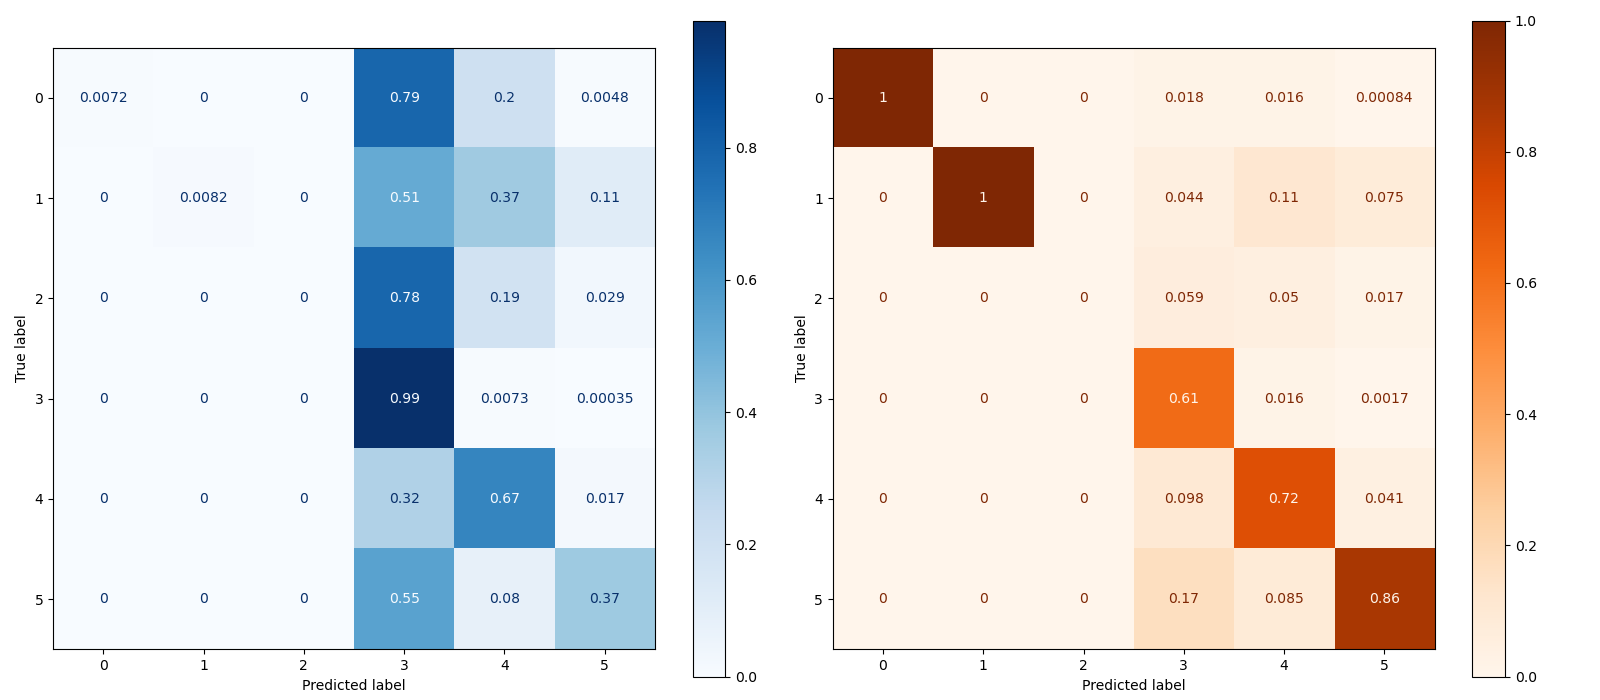 0 0.0072 0 0 0.79 0.2 0.0048
1 0 0.0082 0 0.51 0.37 0.11
2 0 0 0 0.78 0.19 0.029
3 0 0 0 0.99 0.0073 0.00035
4 0 0 0 0.32 0.67 0.017
5 0 0 0 0.55 0.08 0.37
0 1 2 3 4 5
True label
Predicted label
0.8
0.6
0.4
0.2
0.0
0 1 0 0 0.018 0.016 0.00084
1 0 1 0 0.044 0.11 0.075
2 0 0 0 0.059 0.05 0.017
3 0 0 0 0.61 0.016 0.0017
4 0 0 0 0.098 0.72 0.041
5 0 0 0 0.17 0.085 0.86
0 1 2 3 4 5
True label
Predicted label
1.0
0.8
0.6
0.4
0.2
0.0